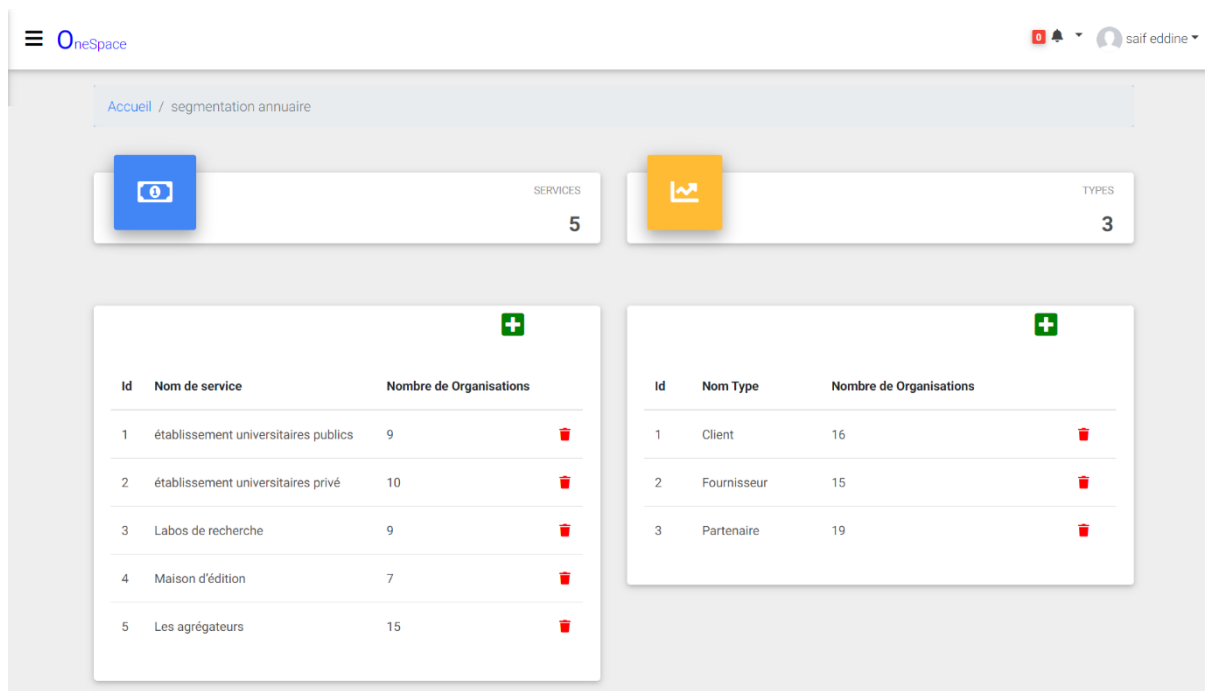 OneSpace
0
saif eddine
Accueil / segmentation annuaire
SERVICES
5
TYPES
3
Id Nom de service Nombre de Organisations
1 établissement universitaires publics 9
2 établissement universitaires privé 10
3 Labos de recherche 9
4 Maison d'édition 7
5 Les agrégateurs 15
Id Nom Type Nombre de Organisations
1 Client 16
2 Fournisseur 15
3 Partenaire 19